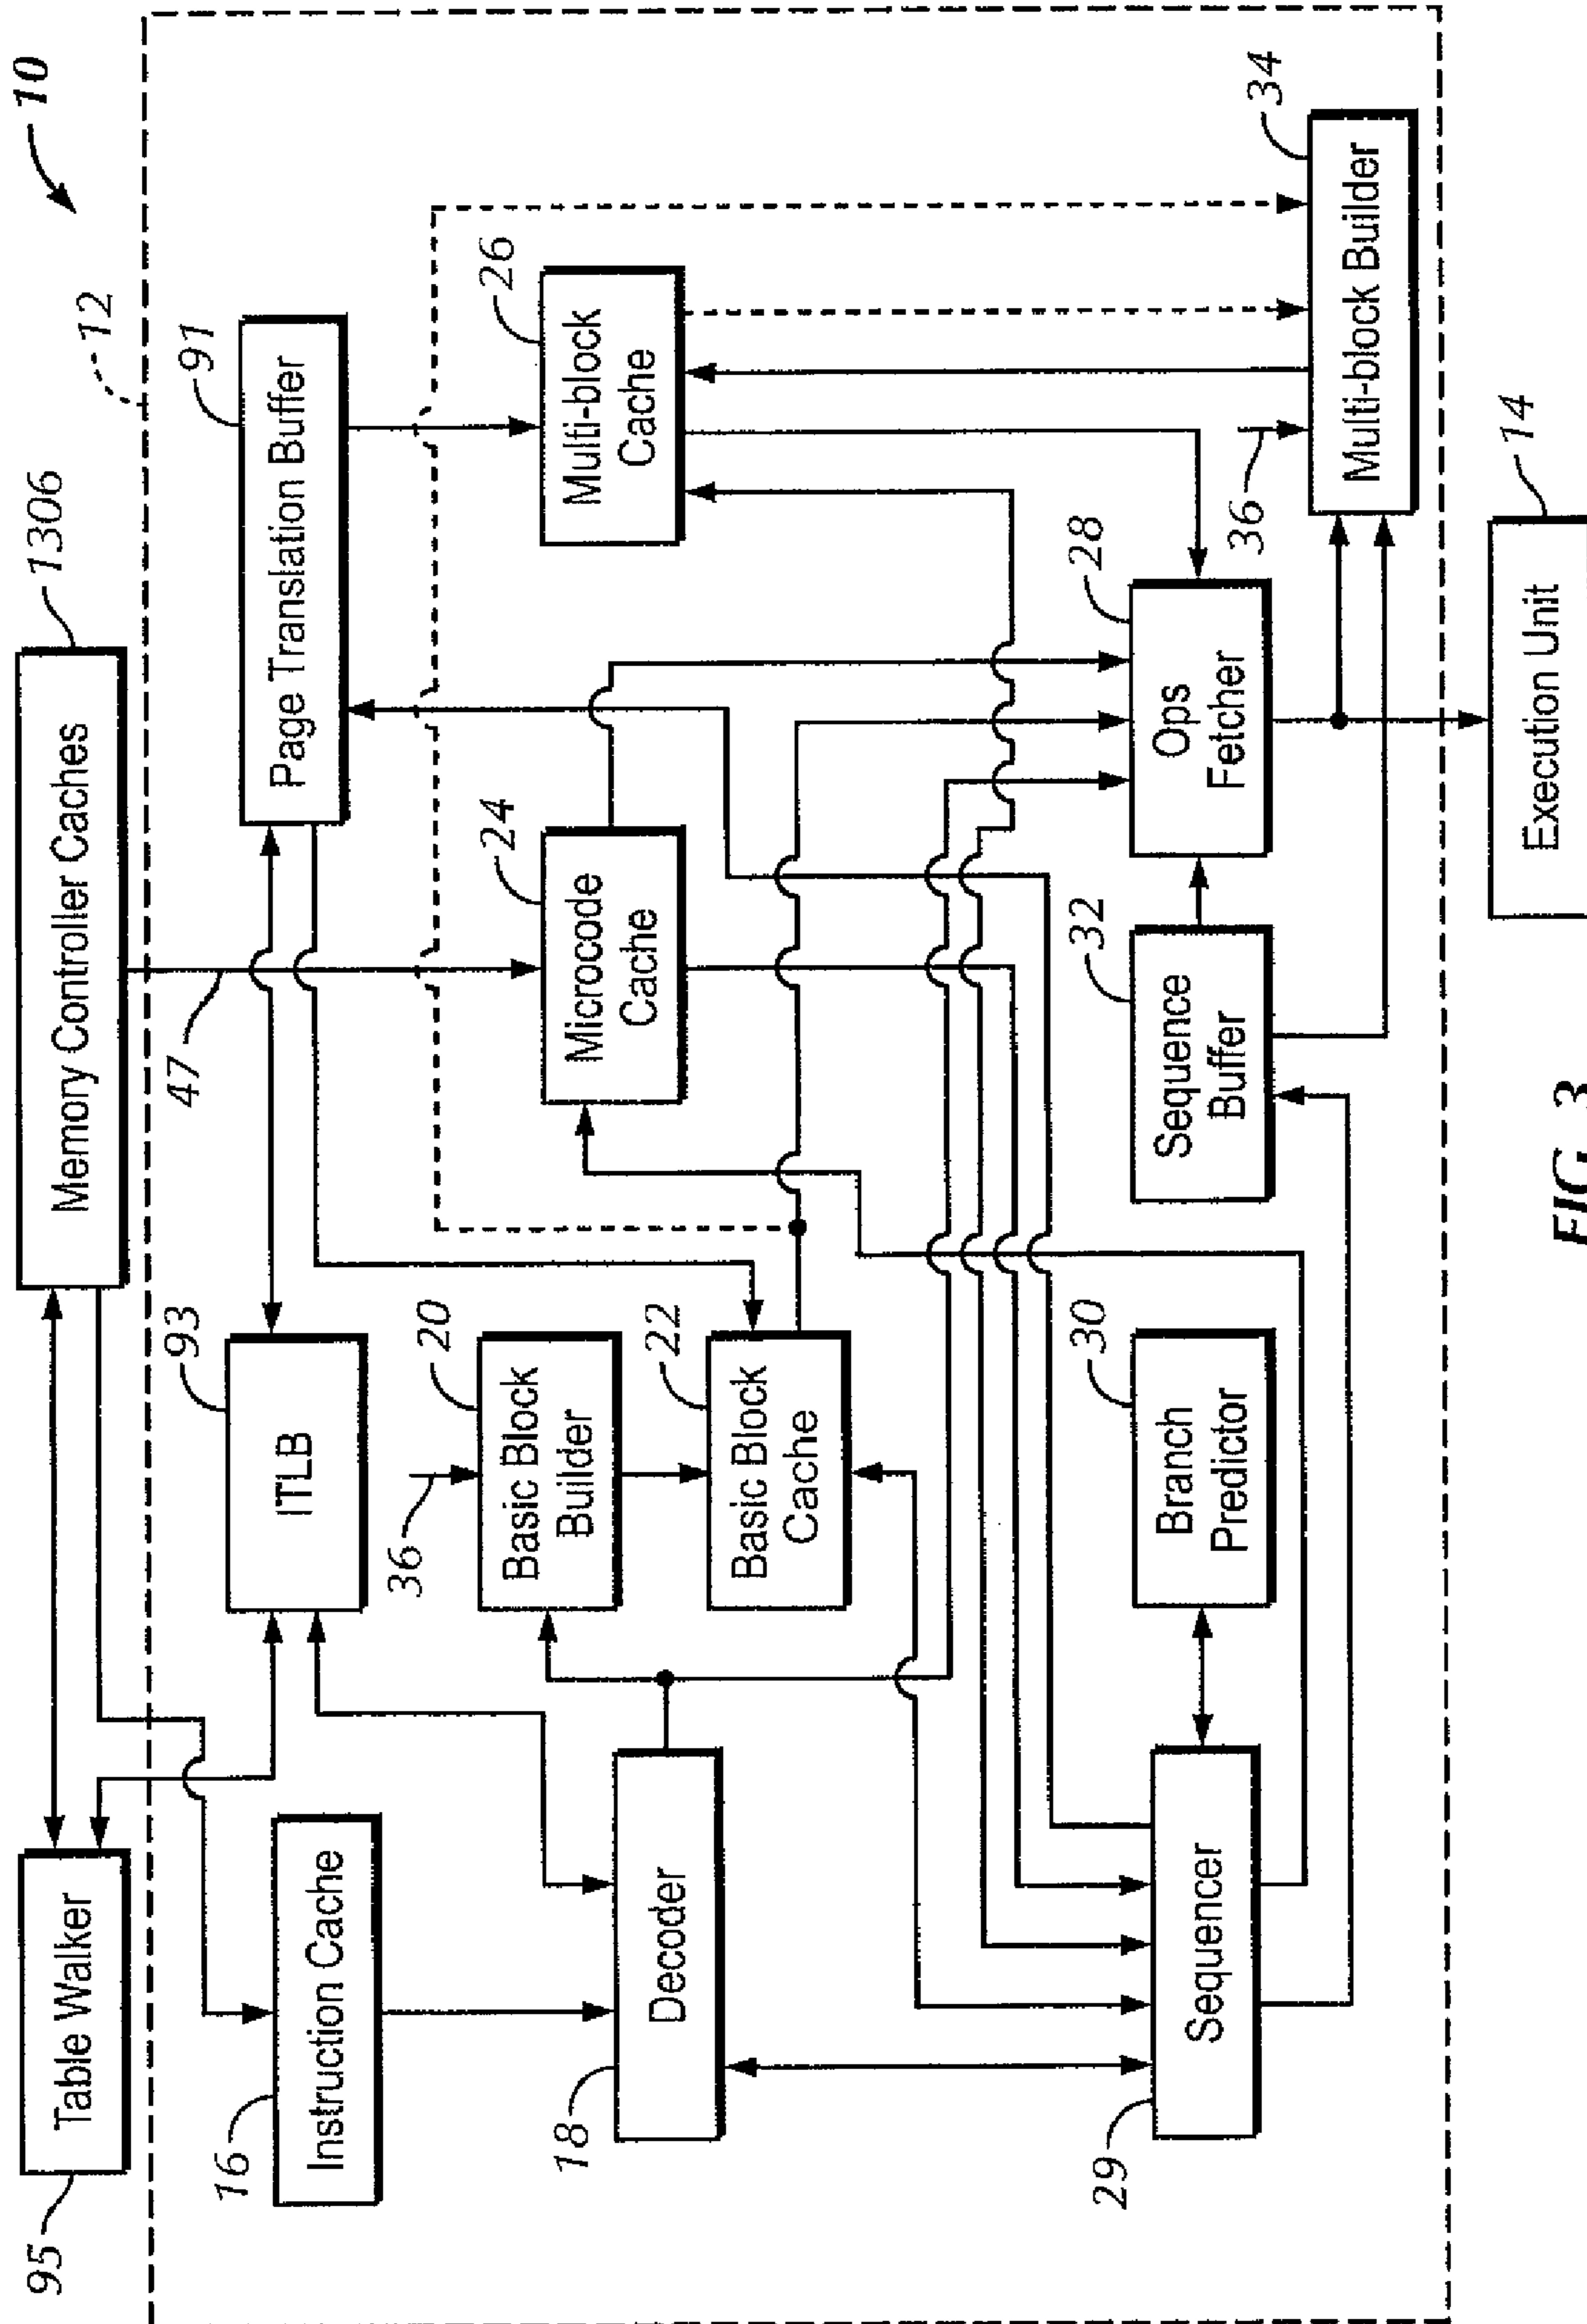 10
95
Table Walker
Memory Controller Caches
1306
12
47
16
Instruction Cache
93
ITLB
91
Page Translation Buffer
36
20
Basic Block
Builder
24
Microcode
Cache
26
Multi-block
Cache
18
Decoder
22
Basic Block
Cache
29
Sequencer
30
Branch
Predictor
32
Sequence
Buffer
28
Ops
Fetcher
36
34
Multi-block Builder
14
Execution Unit
FIG. 3